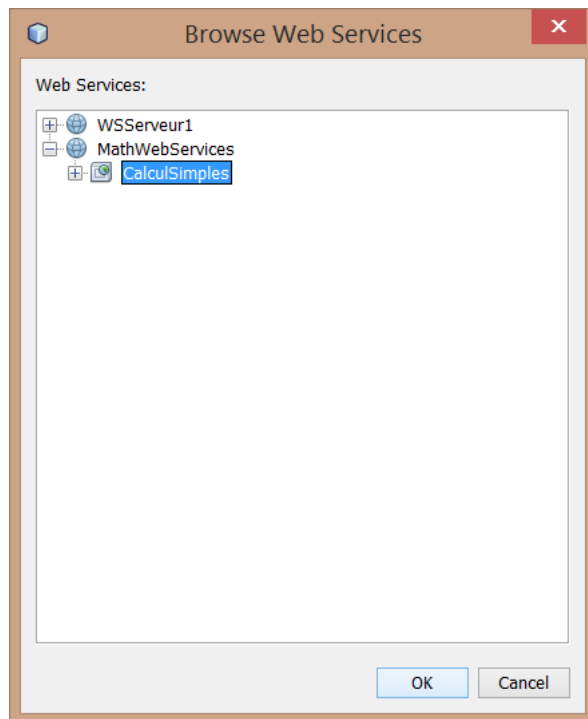 Browse Web Services
x
Web Services:
WSServeur1
MathWebServices
CalculSimples
OK Cancel